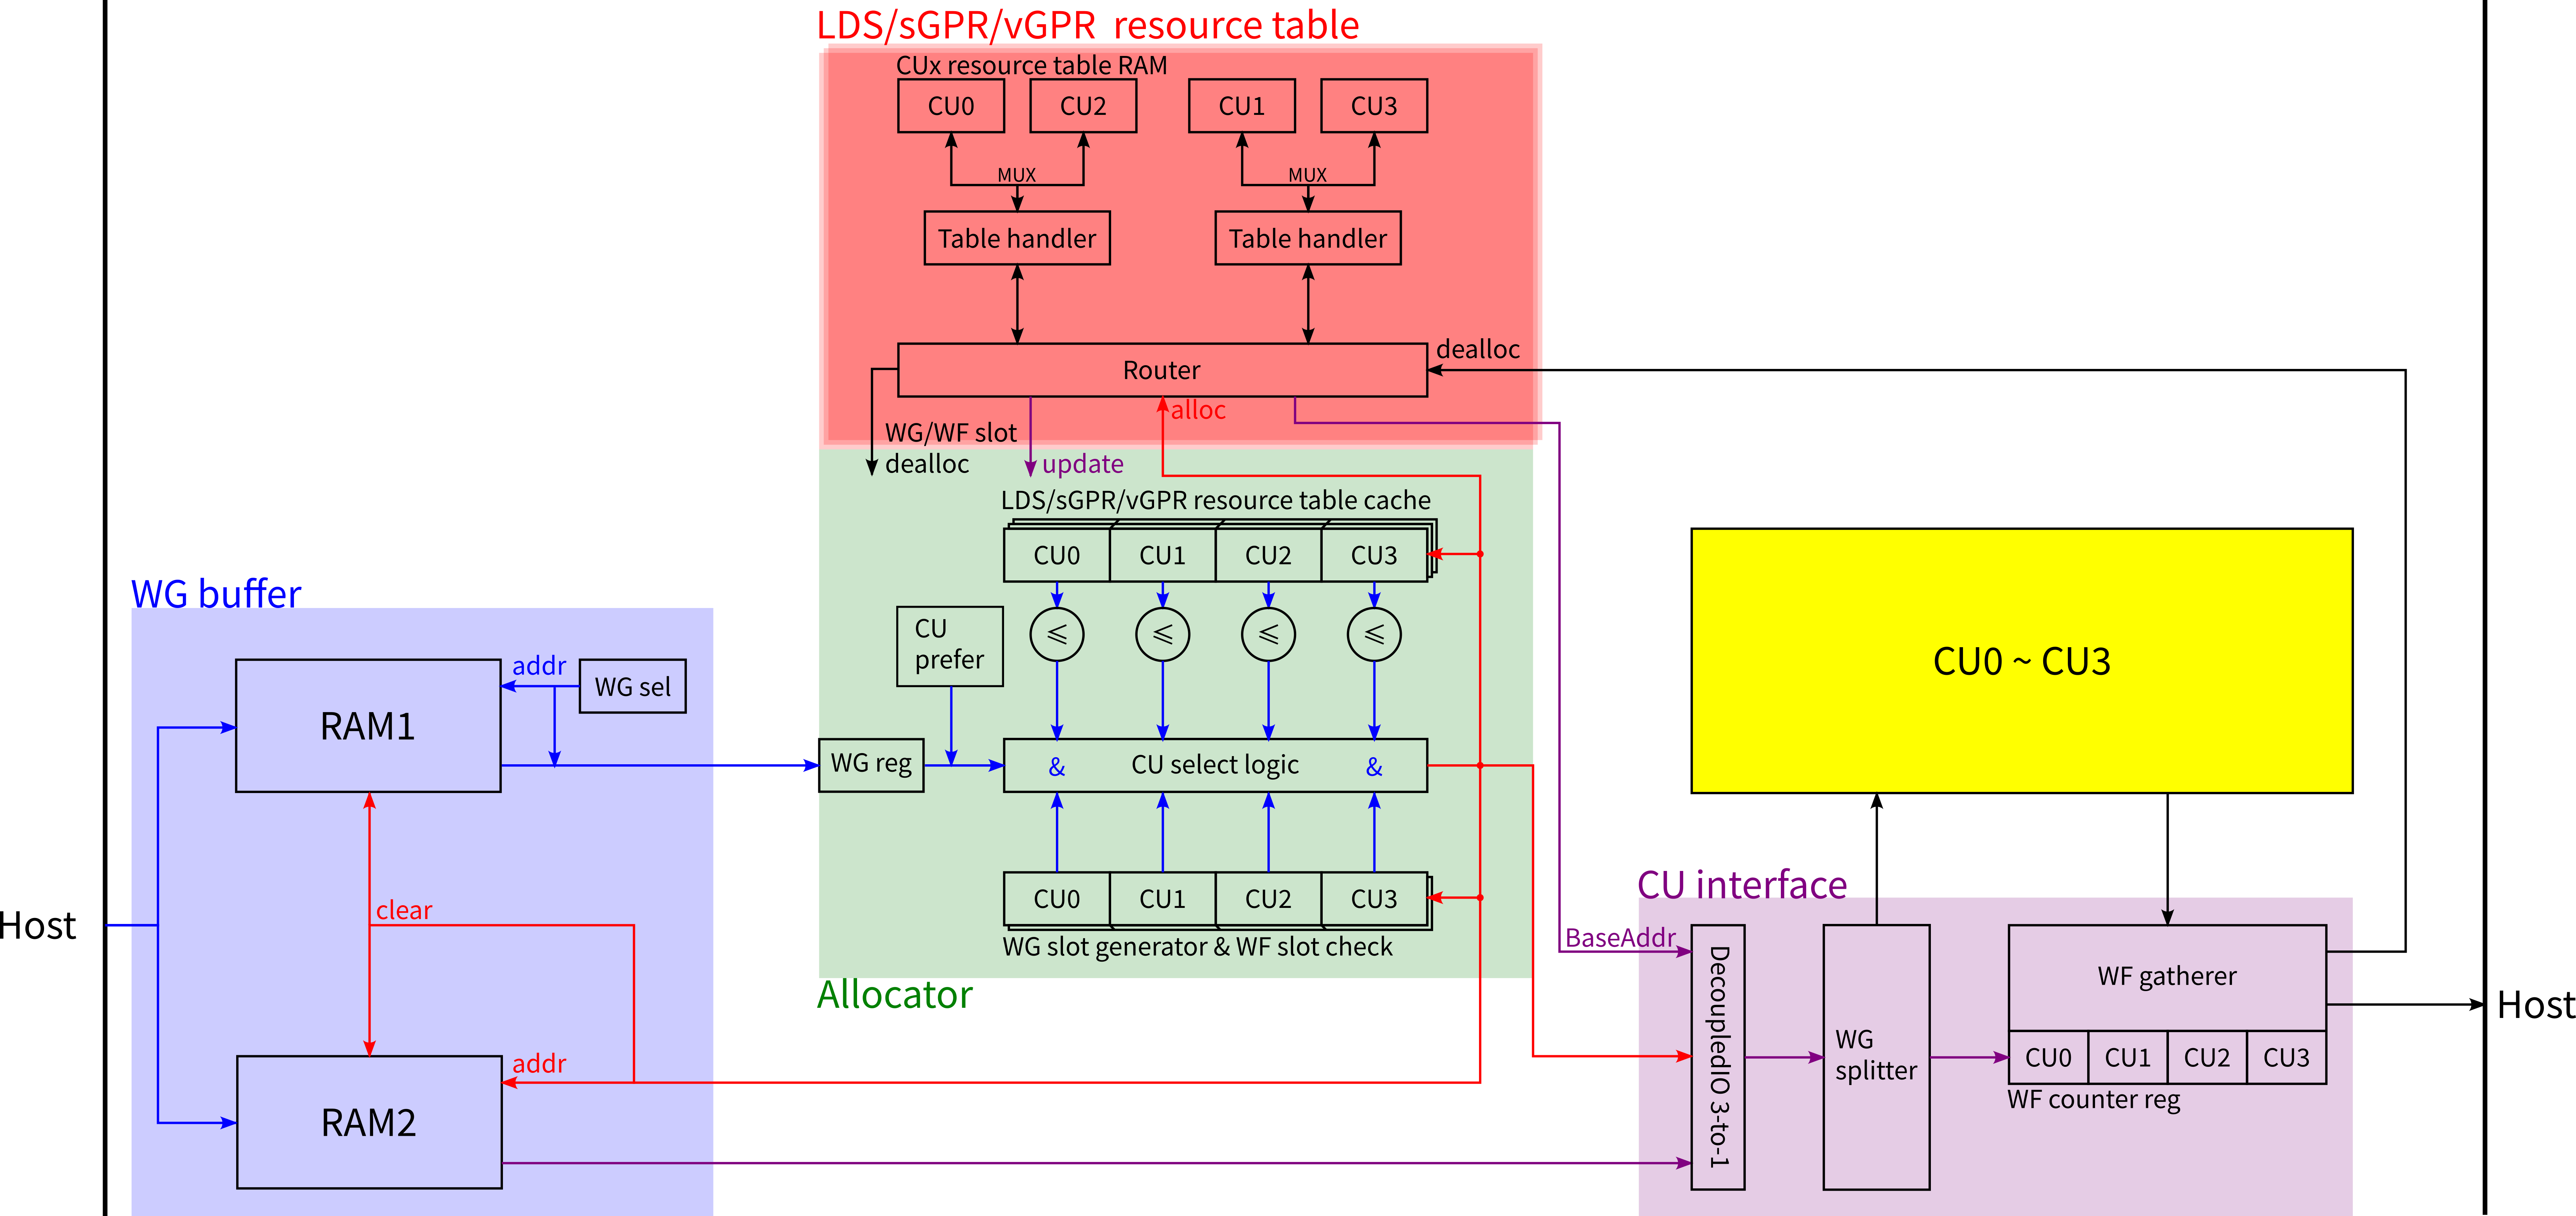 LDS/sGPR/vGPR resource table
CUx resource table RAM
CU0
CU2
CU1
CU3
MUX
MUX
Table handler
Table handler
Router
dealloc
alloc
WG/WF slot
dealloc
update
LDS/sGPR/vGPR resource table cache
CU0
CU1
CU2
CU3
⩽
⩽
⩽
⩽
CU
prefer
WG reg
&
CU select logic
&
CU0
CU1
CU2
CU3
WG slot generator & WF slot check
Allocator
WG buffer
addr
WG sel
RAM1
clear
Host
addr
RAM2
CU0 ~ CU3
CU interface
BaseAddr
DecoupledIO 3-to-1
WG
splitter
WF gatherer
CU0
CU1
CU2
CU3
WF counter reg
Host